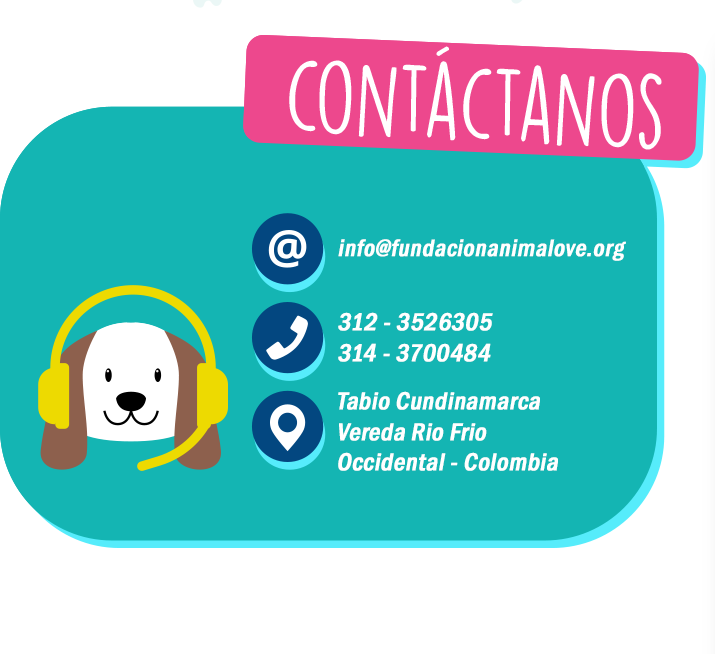 CONTÁCTANOS
@
info@fundacionanimalove.org
312 - 3526305
314 - 3700484
Tabio Cundinamarca
Vereda Rio Frio
Occidental - Colombia